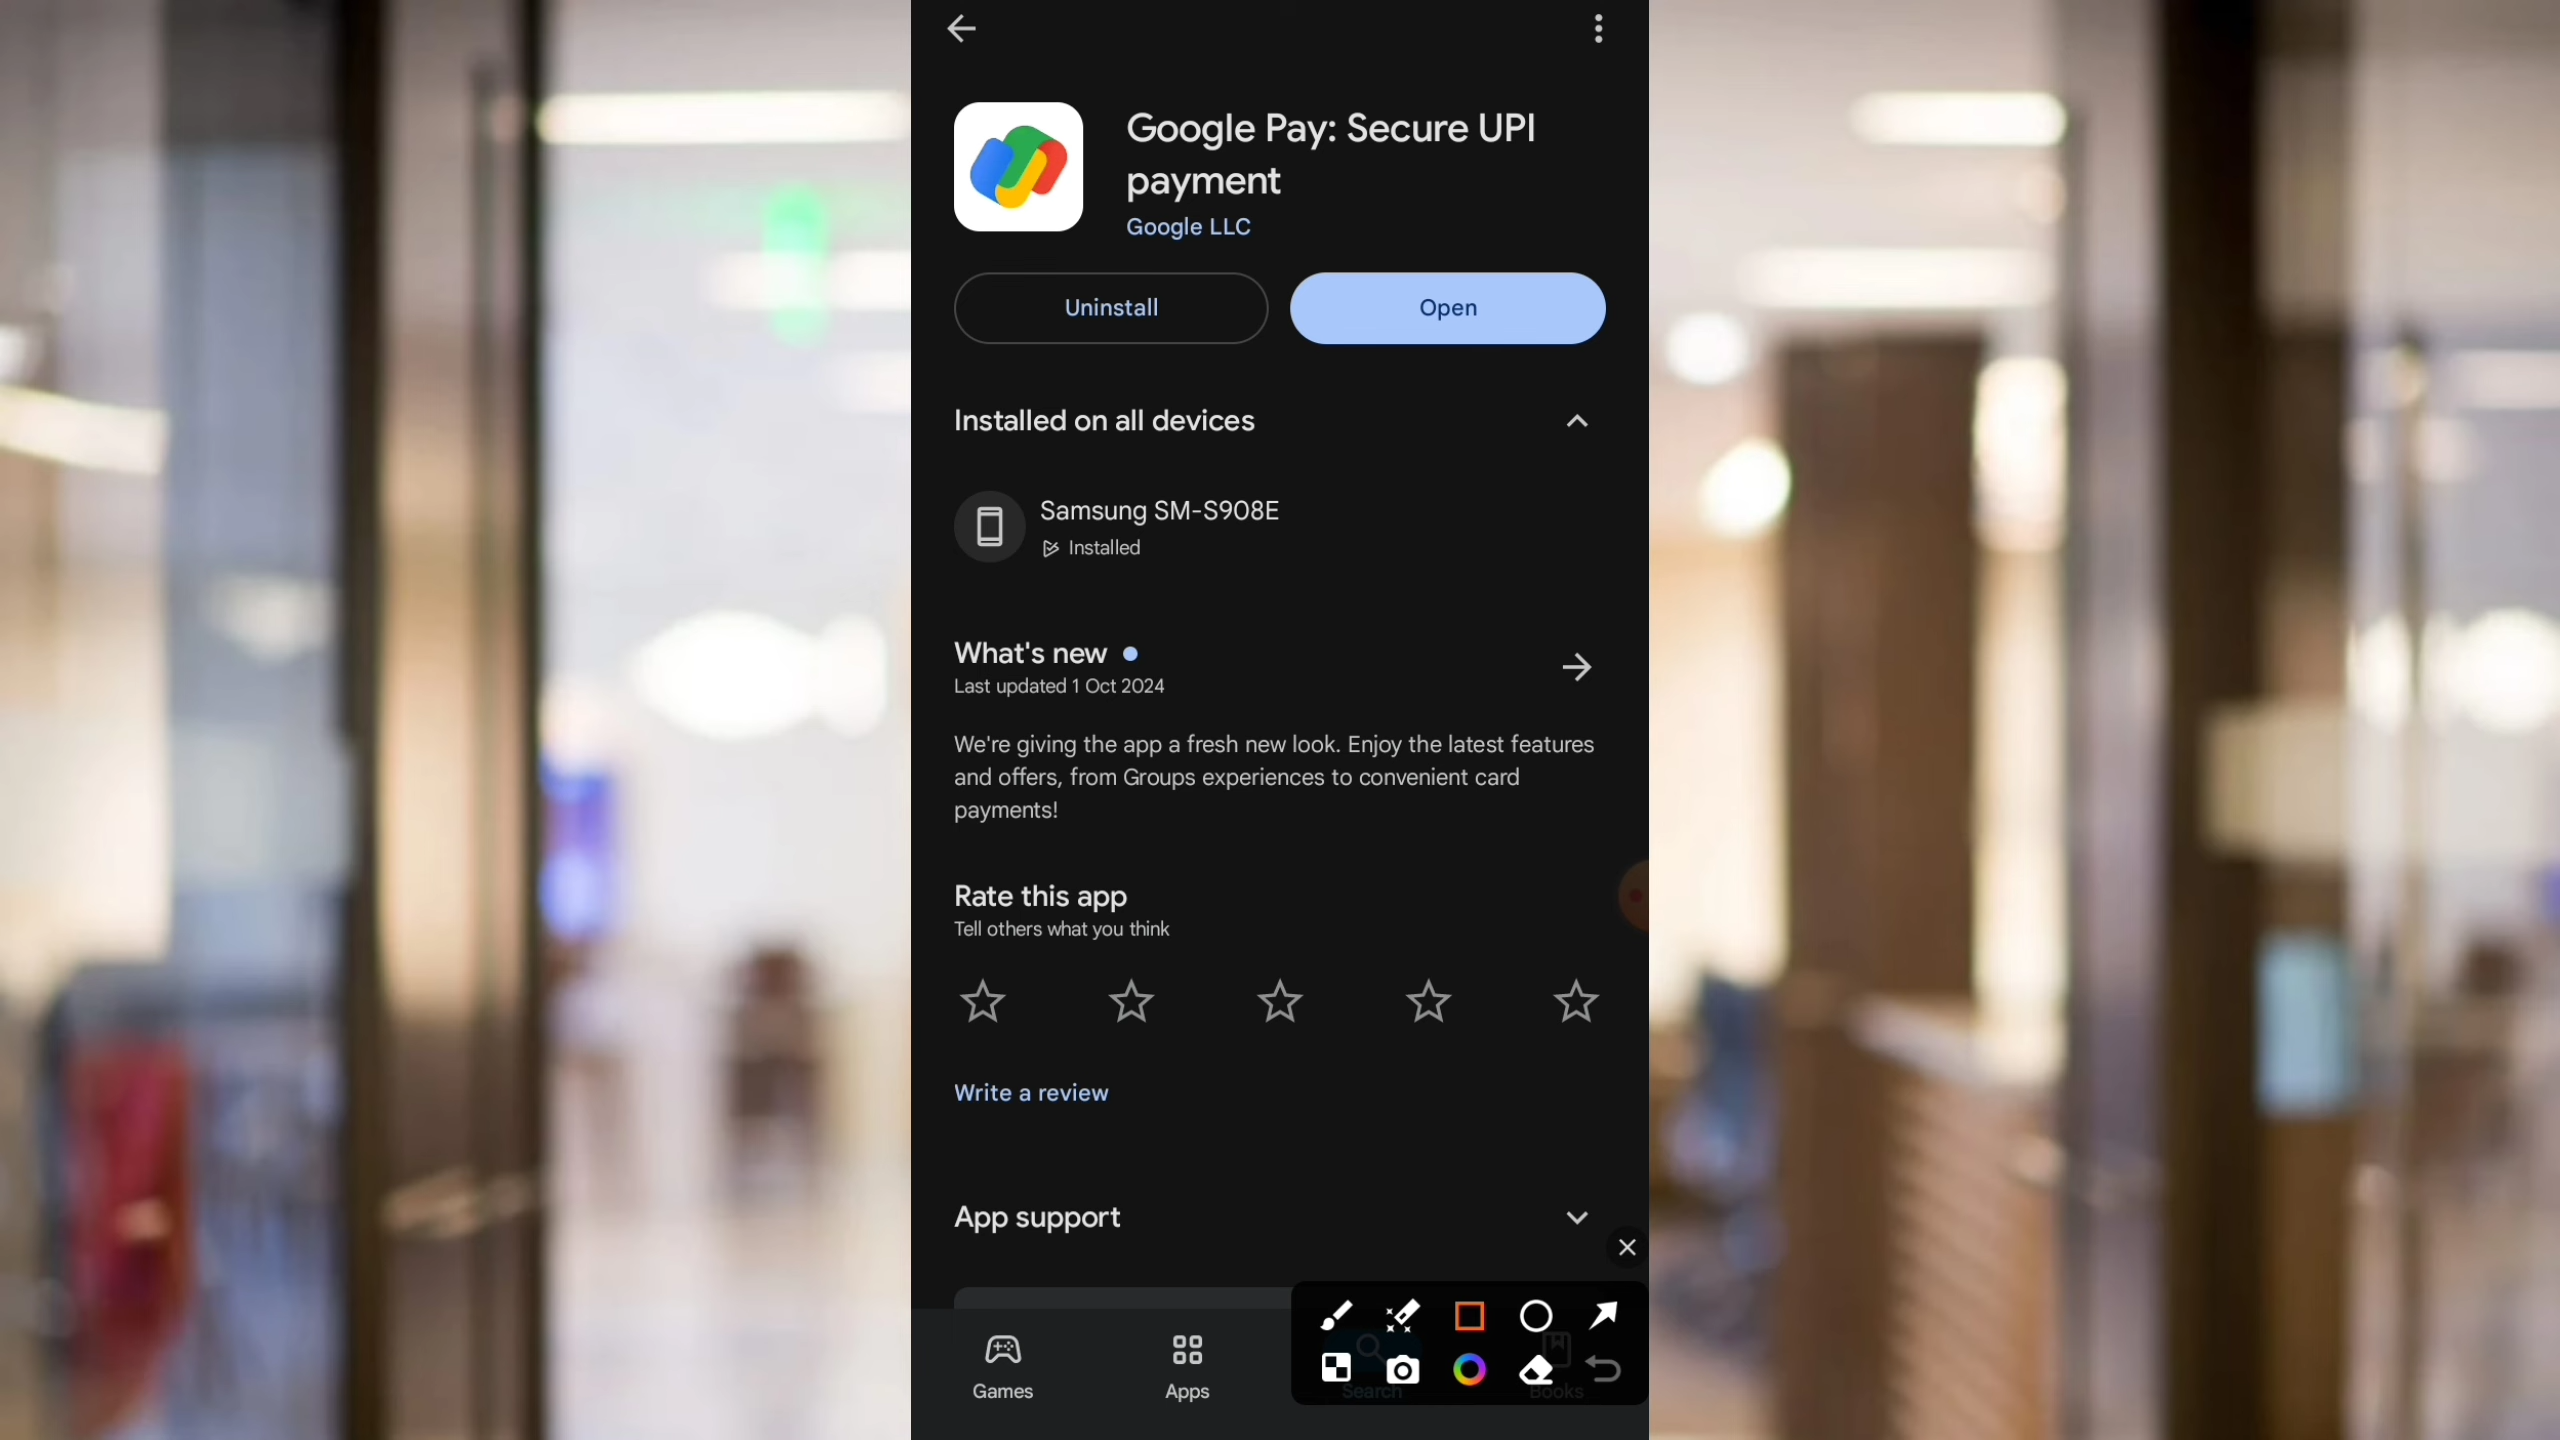 Google Pay: Secure UPI
payment
Google LLC
Uninstall
Open
Installed on all devices
Samsung SM-S908E
Installed
What's new
Last updated 1 Oct 2024
We're giving the app a fresh new look. Enjoy the latest features
and offers, from Groups experiences to convenient card
payments!
Rate this app
Tell others what you think
Write a review
App support
Games
Apps
Search
Books